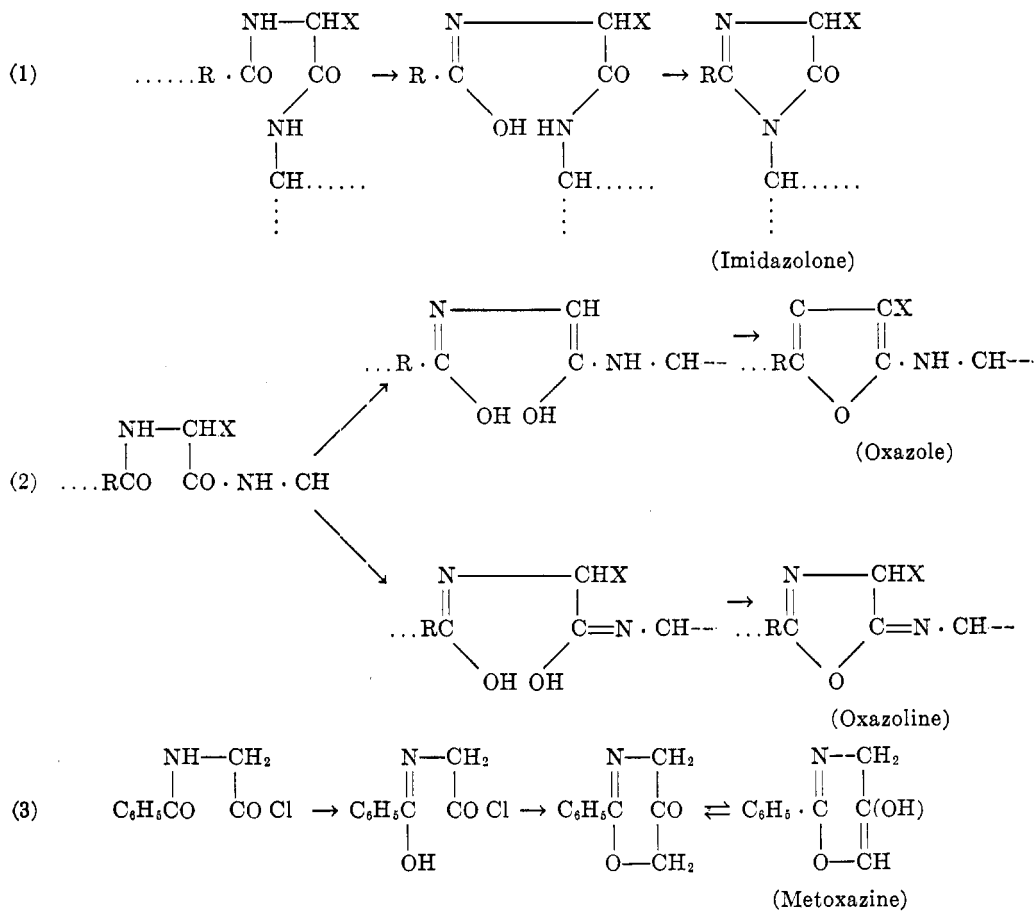 NH—CHX N———CHX N———CHX
(1) ......R · CO CO → R · C CO → RC CO
NH OH HN N
CH...... CH...... CH......
(Imidazolone)
N———CH C———CX
...R · C C · NH · CH-- → ...RC C · NH · CH--
OH OH O
(Oxazole)
NH—CHX
(2) ....RCO CO · NH · CH
N———CHX N———CHX
...RC C=N · CH--- → ...RC C=N · CH--
OH OH O
(Oxazoline)
NH—CH₂ N—CH₂ N—CH₂ N--CH₂
(3) C₆H₅CO CO Cl → C₆H₅C CO Cl → C₆H₅C CO ⇌ C₆H₅ · C C(OH)
OH O—CH₂ O—CH
(Metoxazine)